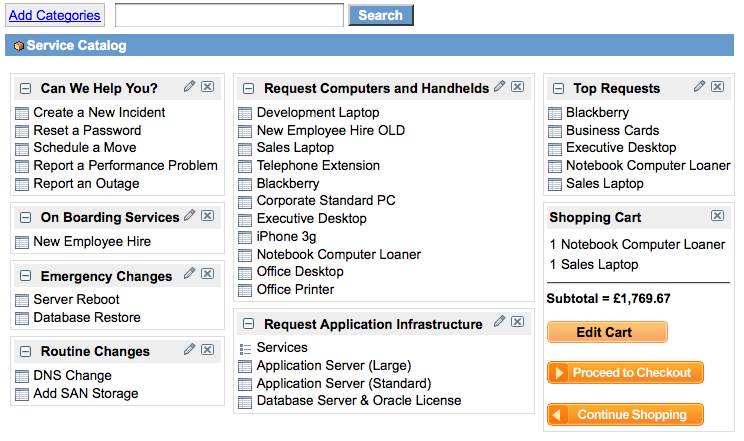 Add Categories
Search
Service Catalog
Can We Help You?
Create a New Incident
Reset a Password
Schedule a Move
Report a Performance Problem
Report an Outage
On Boarding Services
New Employee Hire
Emergency Changes
Server Reboot
Database Restore
Routine Changes
DNS Change
Add SAN Storage
Request Computers and Handhelds
Development Laptop
New Employee Hire OLD
Sales Laptop
Telephone Extension
Blackberry
Corporate Standard PC
Executive Desktop
iPhone 3g
Notebook Computer Loaner
Office Desktop
Office Printer
Request Application Infrastructure
Services
Application Server (Large)
Application Server (Standard)
Database Server & Oracle License
Top Requests
Blackberry
Business Cards
Executive Desktop
Notebook Computer Loaner
Sales Laptop
Shopping Cart
1 Notebook Computer Loaner
1 Sales Laptop
Subtotal = £1,769.67
Edit Cart
Proceed to Checkout
Continue Shopping